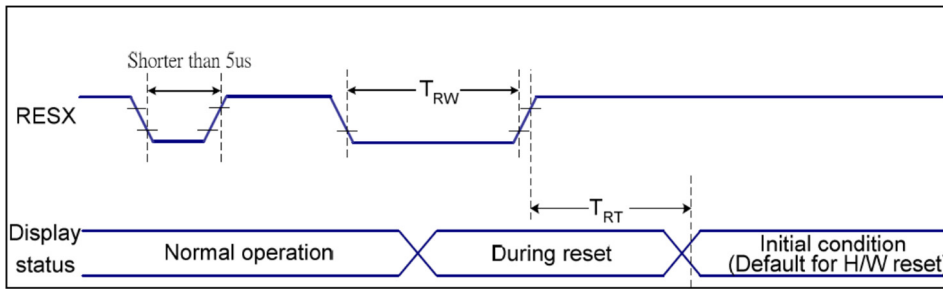 Shorter than 5us
RESX
TRW
TRT
Display
status
Normal operation
During reset
Initial condition
(Default for H/W reset)